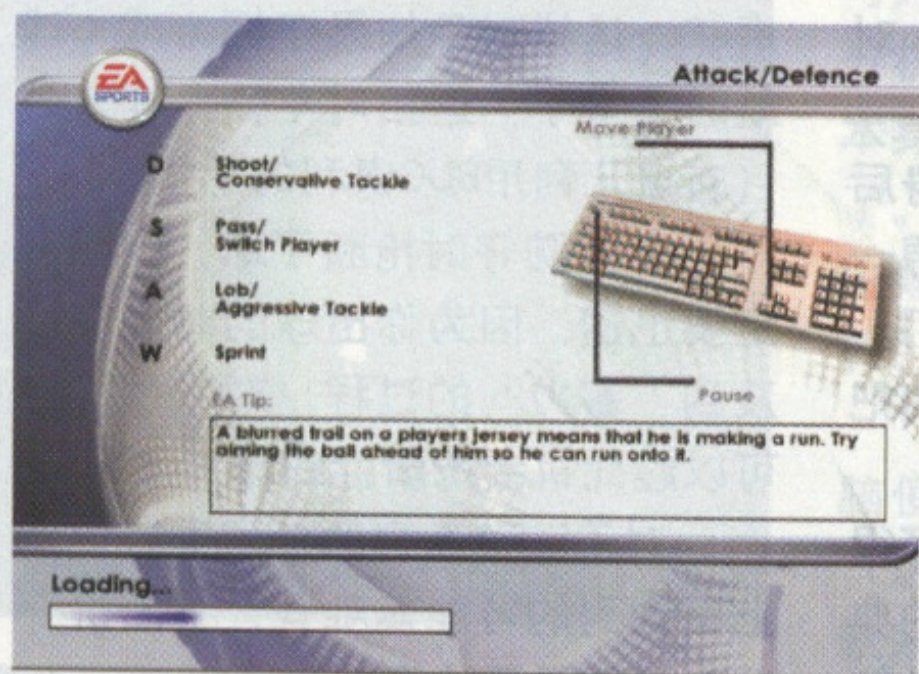 EA
SPORTS
Attack/Defence
Move Player
D Shoot/
Conservative Tackle
S Pass/
Switch Player
A Lob/
Aggressive Tackle
W Sprint
Pause
EA Tip:
A blurred trail on a players jersey means that he is making a run. Try
aiming the ball ahead of him so he can run onto it.
Loading...